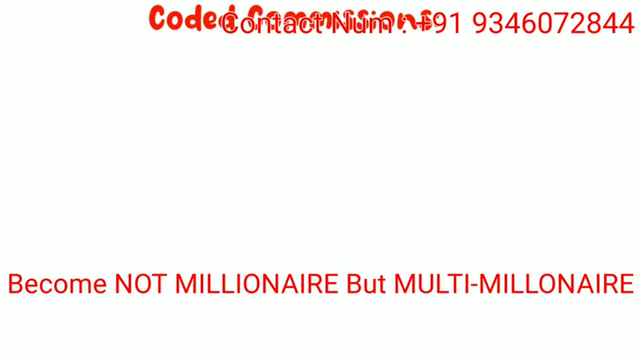 Coded Commissions
Contact Num : +91 9346072844
Become NOT MILLIONAIRE But MULTI-MILLONAIRE